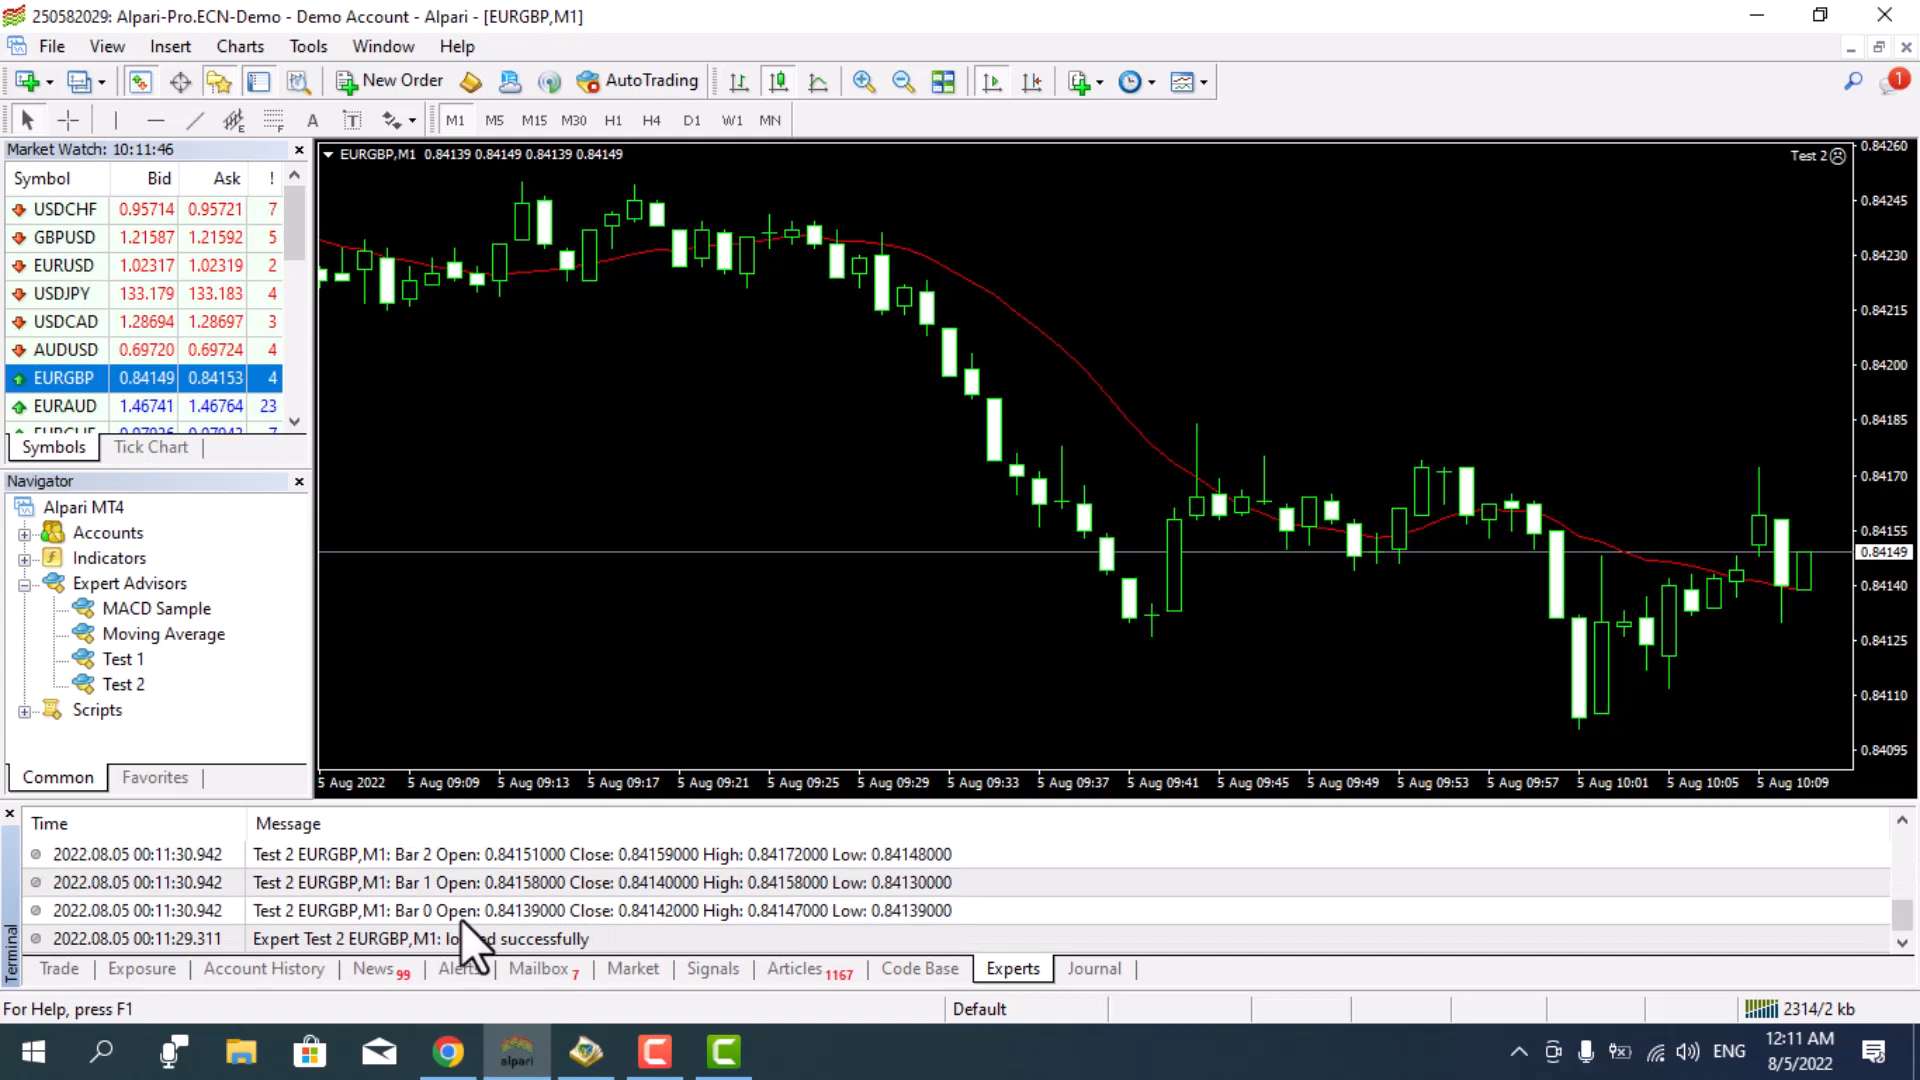 250582029: Alpari-Pro.ECN-Demo - Demo Account - Alpari - [EURGBP,M1]
File View Insert Charts Tools Window Help
New Order AutoTrading 1
E F A T M1 M5 M15 M30 H1 H4 D1 W1 MN
Market Watch: 10:11:46
Symbol Bid Ask !
USDCHF 0.95714 0.95721 7
GBPUSD 1.21587 1.21592 5
EURUSD 1.02317 1.02319 2
USDJPY 133.179 133.183 4
USDCAD 1.28694 1.28697 3
AUDUSD 0.69720 0.69724 4
EURGBP 0.84149 0.84153 4
EURAUD 1.46741 1.46764 23
Symbols Tick Chart
Navigator
Alpari MT4
Accounts
Indicators
Expert Advisors
MACD Sample
Moving Average
Test 1
Test 2
Scripts
Common Favorites
EURGBP,M1 0.84139 0.84149 0.84139 0.84149
Test 2
0.84260
0.84245
0.84230
0.84215
0.84200
0.84185
0.84170
0.84155
0.84149
0.84140
0.84125
0.84110
0.84095
5 Aug 2022 5 Aug 09:09 5 Aug 09:13 5 Aug 09:17 5 Aug 09:21 5 Aug 09:25 5 Aug 09:29 5 Aug 09:33 5 Aug 09:37 5 Aug 09:41 5 Aug 09:45 5 Aug 09:49 5 Aug 09:53 5 Aug 09:57 5 Aug 10:01 5 Aug 10:05 5 Aug 10:09
Terminal
Time Message
2022.08.05 00:11:30.942 Test 2 EURGBP,M1: Bar 2 Open: 0.84151000 Close: 0.84159000 High: 0.84172000 Low: 0.84148000
2022.08.05 00:11:30.942 Test 2 EURGBP,M1: Bar 1 Open: 0.84158000 Close: 0.84140000 High: 0.84158000 Low: 0.84130000
2022.08.05 00:11:30.942 Test 2 EURGBP,M1: Bar 0 Open: 0.84139000 Close: 0.84142000 High: 0.84147000 Low: 0.84139000
2022.08.05 00:11:29.311 Expert Test 2 EURGBP,M1: successfully
Trade Exposure Account History News 99 Alerts Mailbox 7 Market Signals Articles 1167 Code Base Experts Journal
For Help, press F1 Default 2314/2 kb
alpari ENG 12:11 AM
8/5/2022